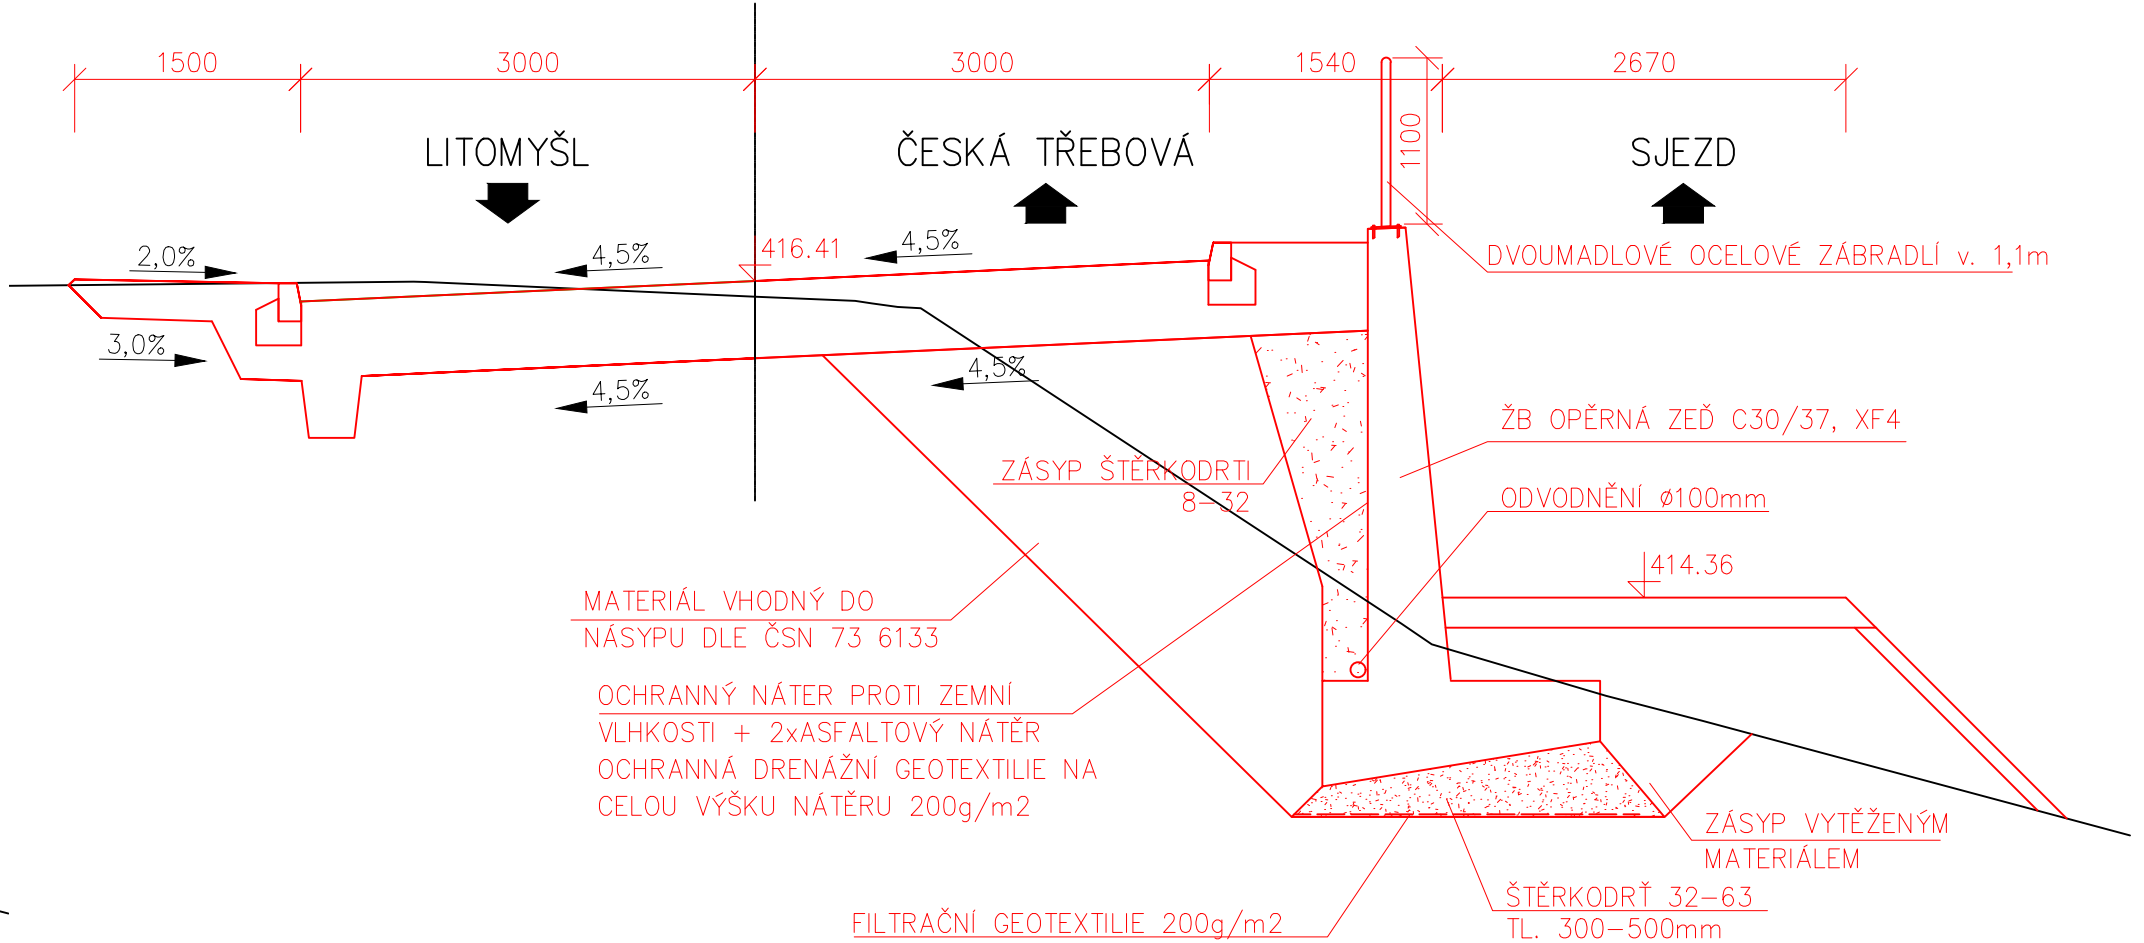 1500
3000
3000
1540
2670
1100
LITOMYŠL
ČESKÁ TŘEBOVÁ
SJEZD
2,0%
4,5%
416.41
4,5%
DVOUMADLOVÉ OCELOVÉ ZÁBRADLÍ v. 1,1m
3,0%
4,5%
4,5%
ŽB OPĚRNÁ ZEĎ C30/37, XF4
ZÁSYP ŠTĚRKODRTI
8-32
ODVODNĚNÍ ø100mm
414.36
MATERIÁL VHODNÝ DO
NÁSYPU DLE ČSN 73 6133
OCHRANNÝ NÁTER PROTI ZEMNÍ
VLHKOSTI + 2xASFALTOVÝ NÁTĚR
OCHRANNÁ DRENÁŽNÍ GEOTEXTILIE NA
CELOU VÝŠKU NÁTĚRU 200g/m2
ZÁSYP VYTĚŽENÝM
MATERIÁLEM
ŠTĚRKODRŤ 32-63
TL. 300-500mm
FILTRAČNÍ GEOTEXTILIE 200g/m2